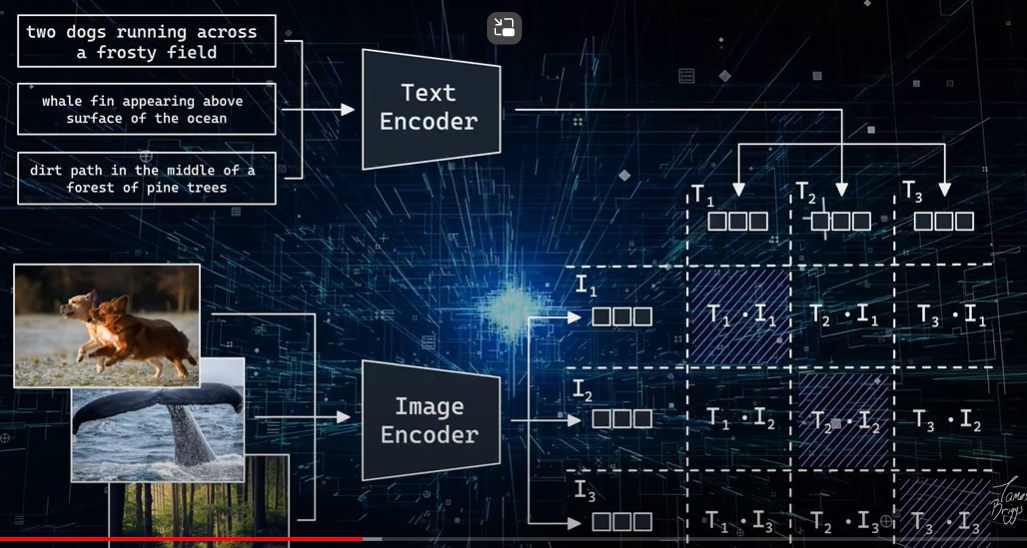 two dogs running across
a frosty field
whale fin appearing above
surface of the ocean
dirt path in the middle of a
forest of pine trees
Text
Encoder
T₁ T₂ T₃
I₁
T₁ · I₁ T₂ · I₁ T₃ · I₁
Image
Encoder
I₂
T₁ · I₂ T₂ · I₂ T₃ · I₂
I₃
T₁ · I₃ T₂ · I₃ T₃ · I₃
James
Briggs